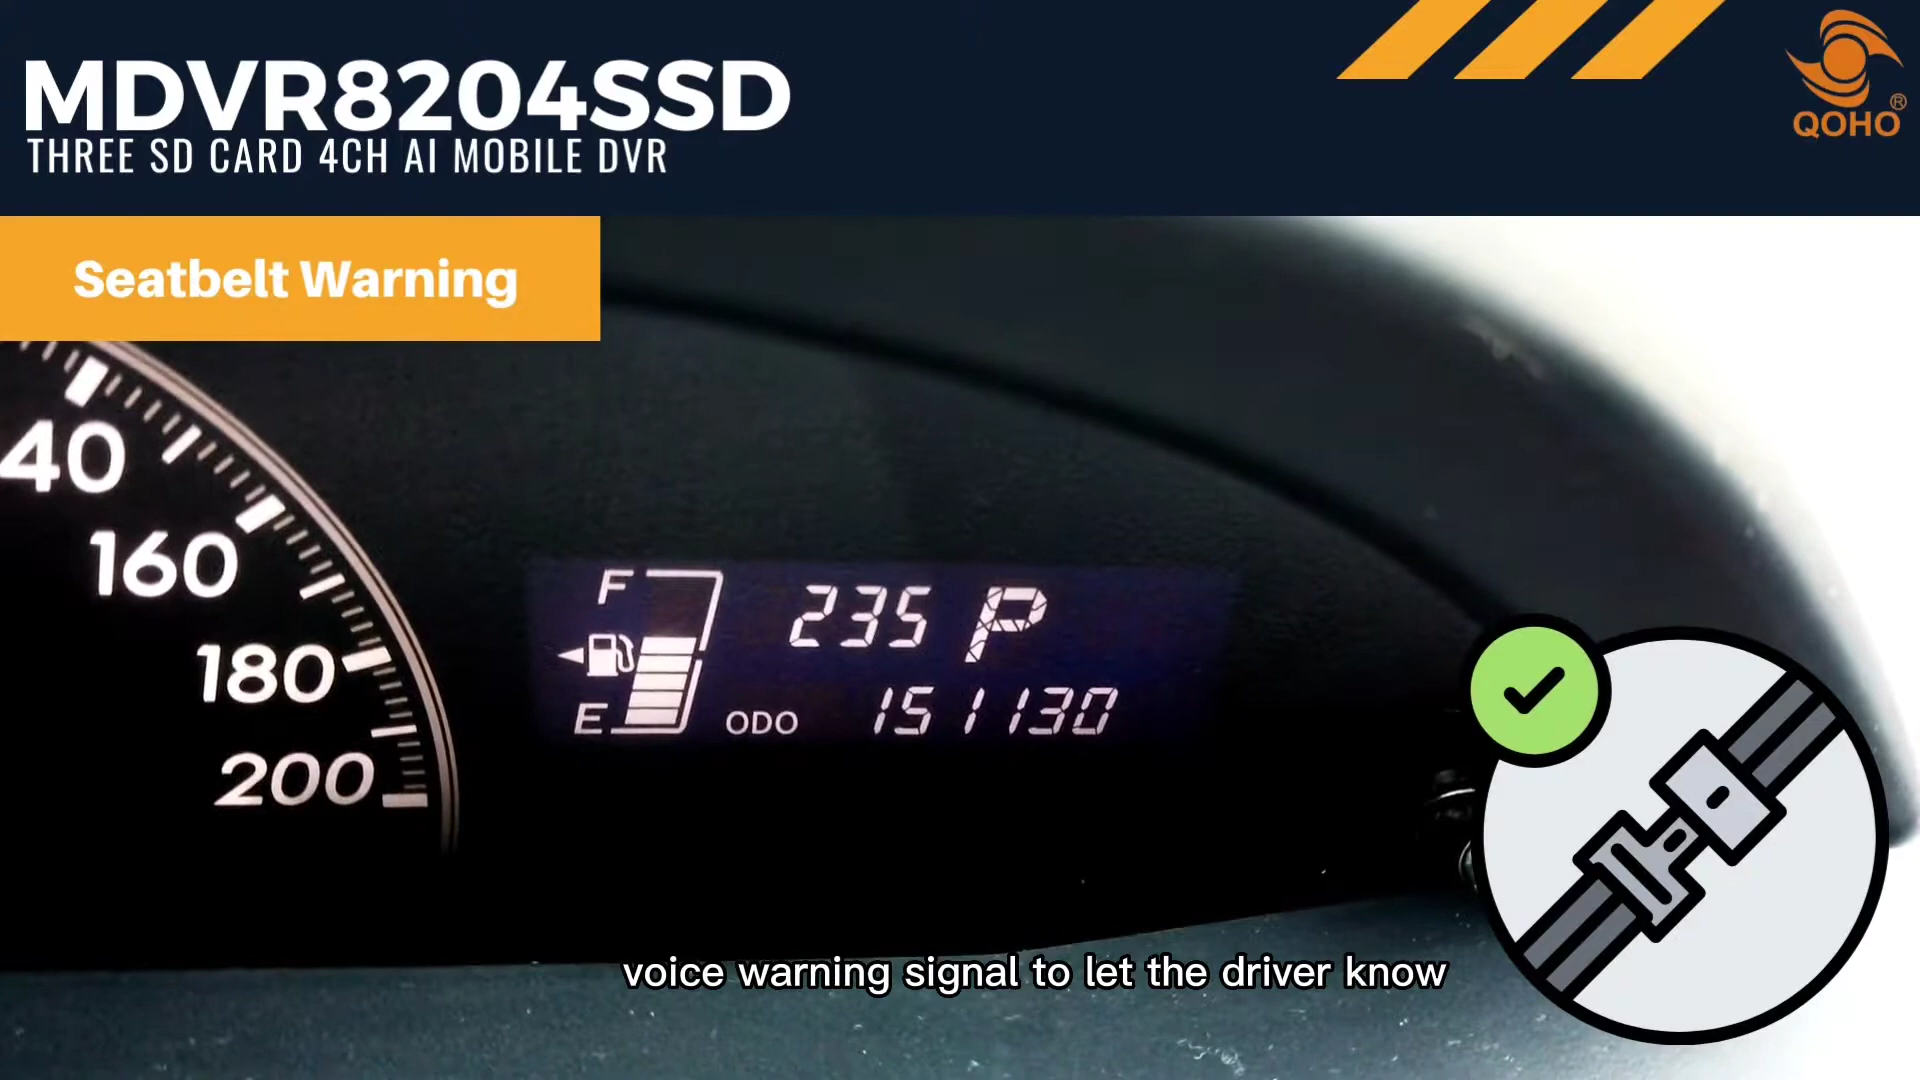 MDVR8204SSD
THREE SD CARD 4CH AI MOBILE DVR
QOHO®
Seatbelt Warning
40
160
180
200
F
235 P
E
ODO 151130
voice warning signal to let the driver know